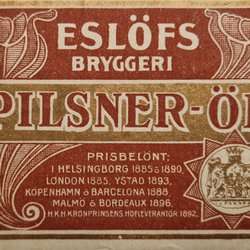 ESLÖFS
BRYGGERI
PILSNER-ÖL
PRISBELÖNT:
I HELSINGBORG 1885 & 1890,
LONDON 1885, YSTAD 1893,
KOPENHAMN & BARCELONA 1888
MALMÖ & BORDEAUX 1896.
H.K.H. KRONPRINSENS HOFLEVERANTÖR 1892.